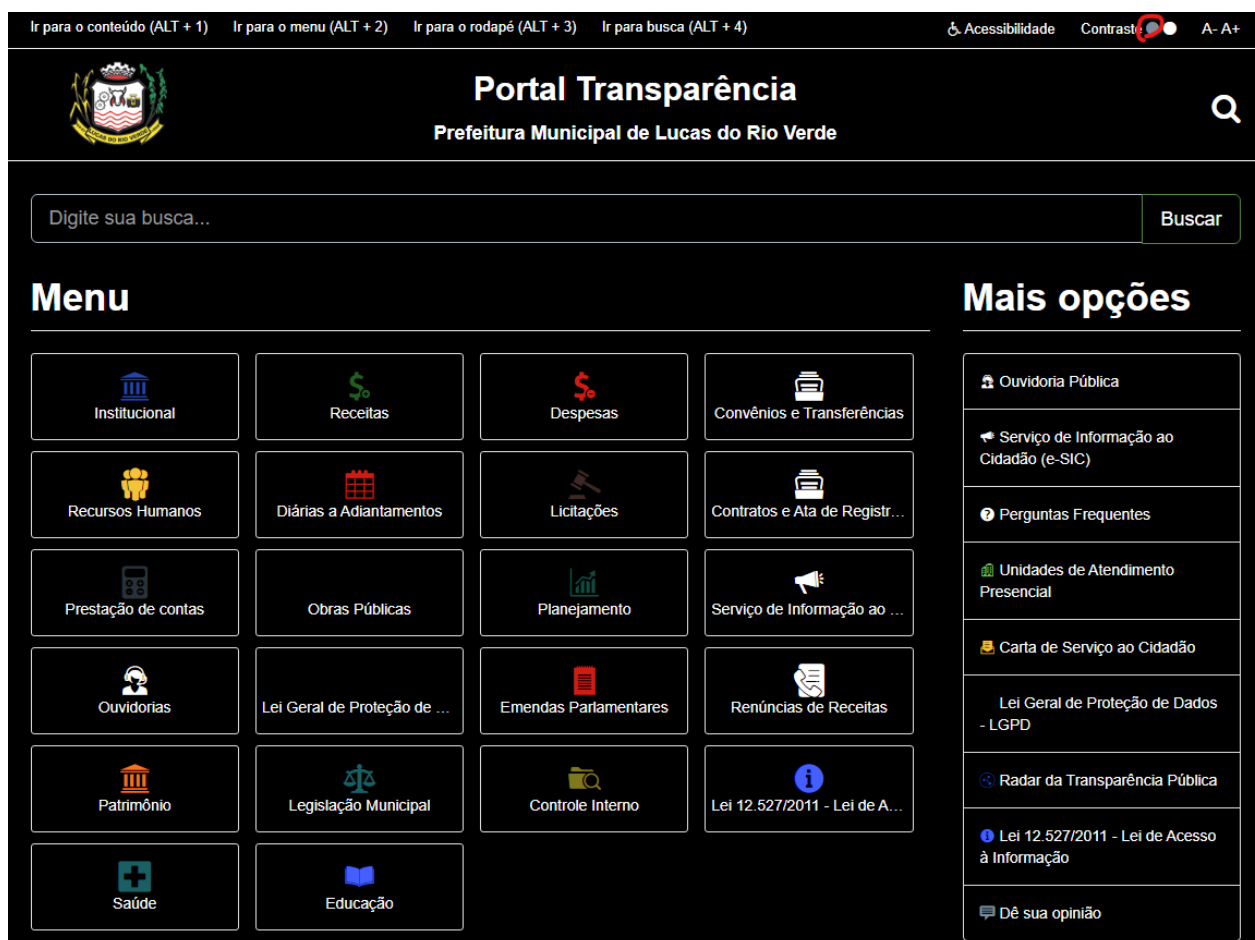 Ir para o conteúdo (ALT + 1) Ir para o menu (ALT + 2) Ir para o rodapé (ALT + 3) Ir para busca (ALT + 4) Acessibilidade Contraste A- A+
Portal Transparência
Prefeitura Municipal de Lucas do Rio Verde
LUCAS DO RIO VERDE
Digite sua busca... Buscar
Menu
Institucional Receitas Despesas Convênios e Transferências
Recursos Humanos Diárias a Adiantamentos Licitações Contratos e Ata de Registr...
Prestação de contas Obras Públicas Planejamento Serviço de Informação ao ...
Ouvidorias Lei Geral de Proteção de ... Emendas Parlamentares Renúncias de Receitas
Patrimônio Legislação Municipal Controle Interno Lei 12.527/2011 - Lei de A...
Saúde Educação
Mais opções
Ouvidoria Pública
Serviço de Informação ao
Cidadão (e-SIC)
Perguntas Frequentes
Unidades de Atendimento
Presencial
Carta de Serviço ao Cidadão
Lei Geral de Proteção de Dados
- LGPD
Radar da Transparência Pública
Lei 12.527/2011 - Lei de Acesso
à Informação
Dê sua opinião